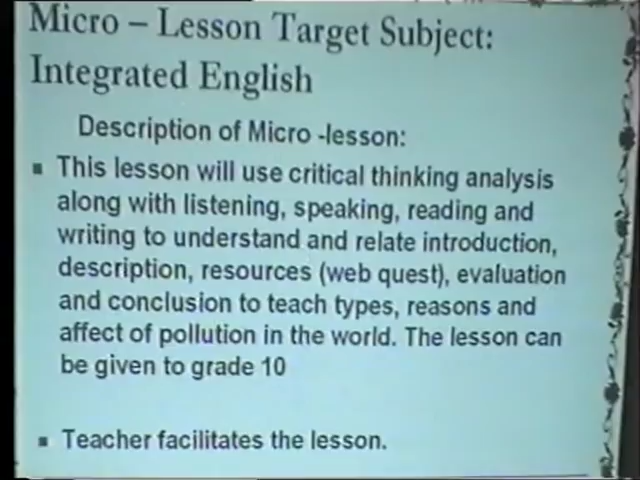 Micro – Lesson Target Subject:
Integrated English
Description of Micro -lesson:
▪ This lesson will use critical thinking analysis
along with listening, speaking, reading and
writing to understand and relate introduction,
description, resources (web quest), evaluation
and conclusion to teach types, reasons and
affect of pollution in the world. The lesson can
be given to grade 10
▪ Teacher facilitates the lesson.